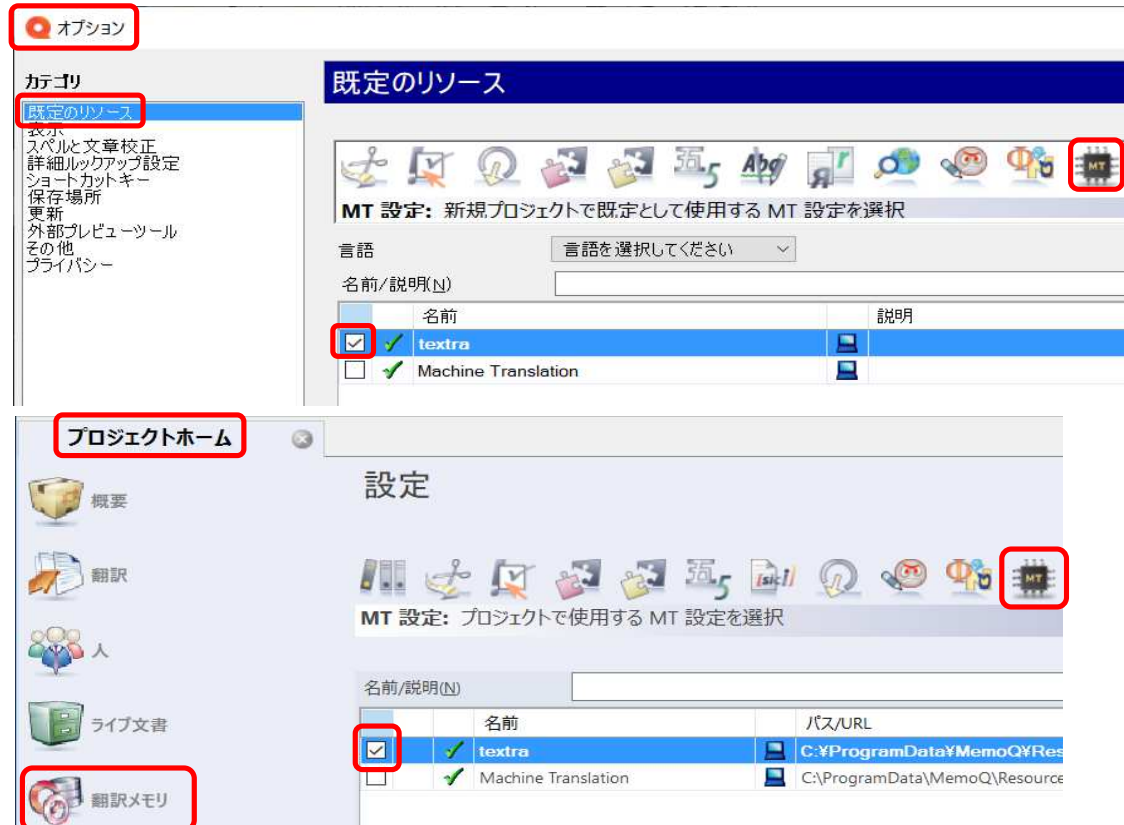 オプション
カテゴリ
既定のリソース
表示
スペルと文章校正
詳細ルックアップ設定
ショートカットキー
保存場所
更新
外部プレビューツール
その他
プライバシー
既定のリソース
MT
MT 設定: 新規プロジェクトで既定として使用する MT 設定を選択
言語
言語を選択してください
名前/説明(N)
名前 説明
textra
Machine Translation
プロジェクトホーム
概要
翻訳
人
ライブ文書
翻訳メモリ
設定
MT
MT 設定: プロジェクトで使用する MT 設定を選択
名前/説明(N)
名前 パス/URL
textra C:¥ProgramData¥MemoQ¥Res
Machine Translation C:\ProgramData\MemoQ\Resource